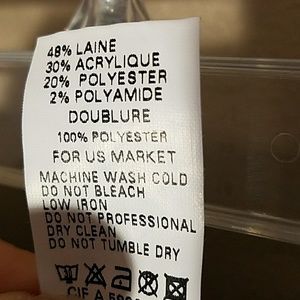 48% LAINE
30% ACRYLIQUE
20% POLYESTER
2% POLYAMIDE
DOUBLURE
100% POLYESTER
FOR US MARKET
MACHINE WASH COLD
DO NOT BLEACH
LOW IRON
DO NOT PROFESSIONAL
DRY CLEAN
DO NOT TUMBLE DRY